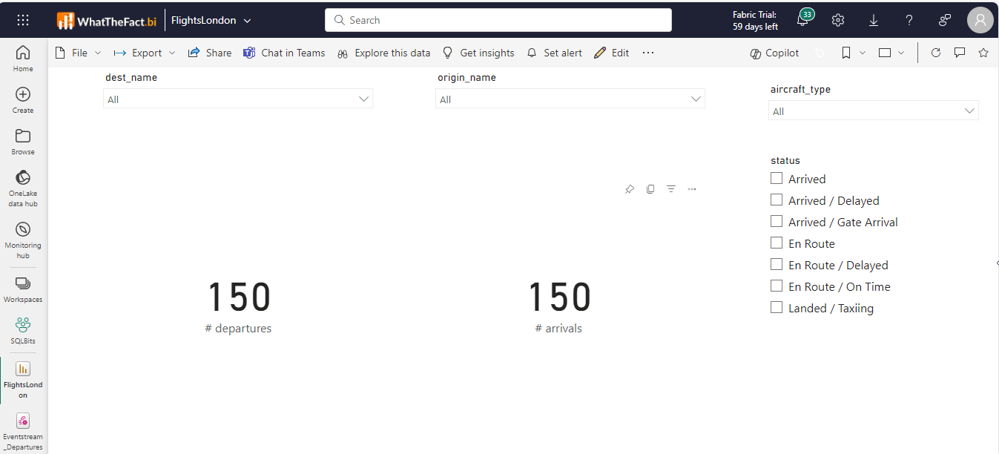 WhatTheFact.bi
FlightsLondon
Search
Fabric Trial:
59 days left
33
?
File
Export
Share
Chat in Teams
Explore this data
Get insights
Set alert
Edit
Copilot
Home
Create
Browse
OneLake
data hub
Monitoring
hub
Workspaces
SQLBits
FlightsLond
on
Eventstream
_Departures
dest_name
All
origin_name
All
aircraft_type
All
status
Arrived
Arrived / Delayed
Arrived / Gate Arrival
En Route
En Route / Delayed
En Route / On Time
Landed / Taxiing
150
# departures
150
# arrivals